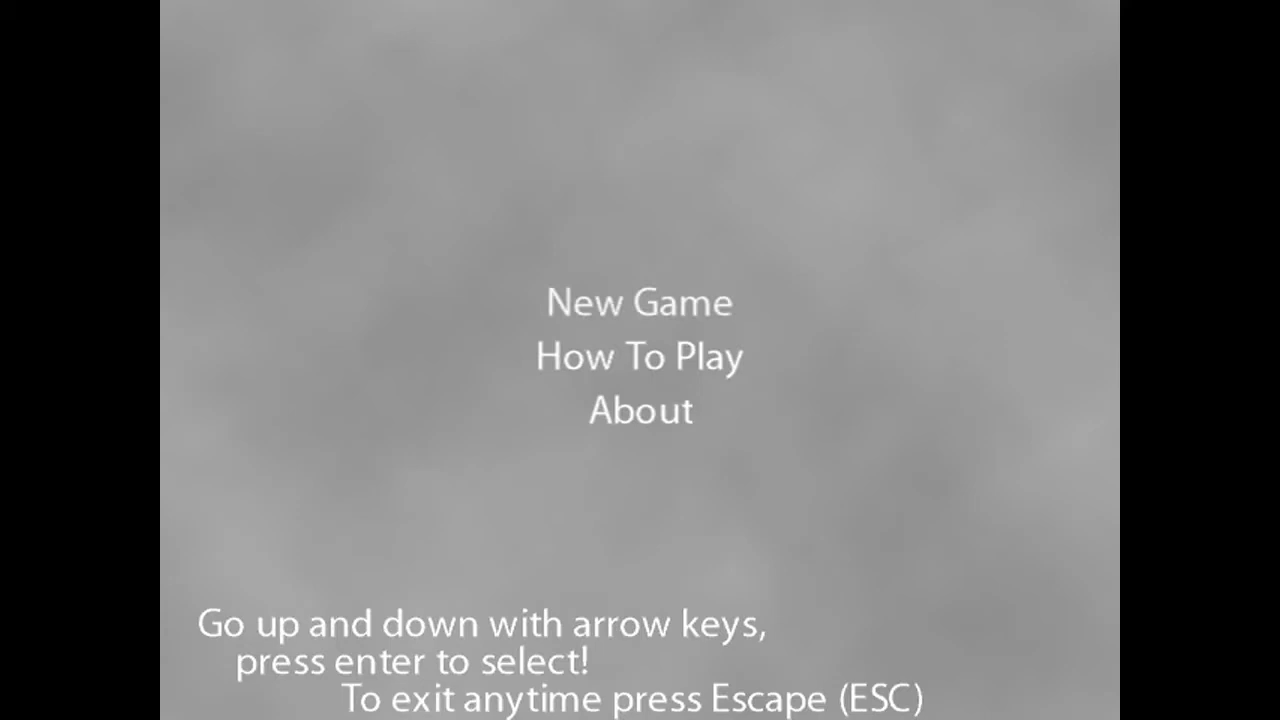 New Game
How To Play
About
Go up and down with arrow keys,
press enter to select!
To exit anytime press Escape (ESC)